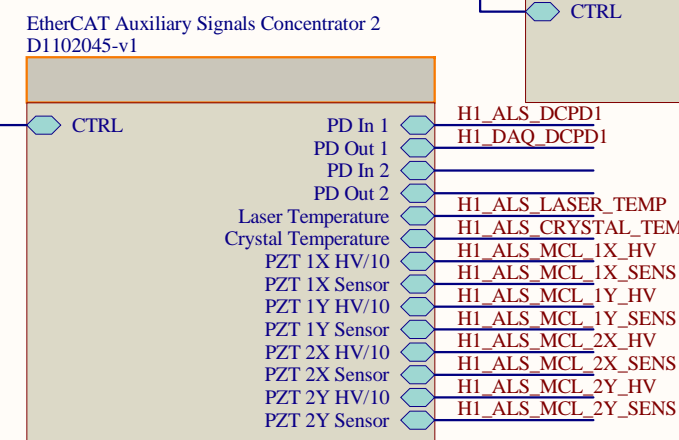 CTRL
EtherCAT Auxiliary Signals Concentrator 2
D1102045-v1
CTRL
PD In 1 H1_ALS_DCPD1
PD Out 1 H1_DAQ_DCPD1
PD In 2
PD Out 2
Laser Temperature H1_ALS_LASER_TEMP
Crystal Temperature H1_ALS_CRYSTAL_TEM
PZT 1X HV/10 H1_ALS_MCL_1X_HV
PZT 1X Sensor H1_ALS_MCL_1X_SENS
PZT 1Y HV/10 H1_ALS_MCL_1Y_HV
PZT 1Y Sensor H1_ALS_MCL_1Y_SENS
PZT 2X HV/10 H1_ALS_MCL_2X_HV
PZT 2X Sensor H1_ALS_MCL_2X_SENS
PZT 2Y HV/10 H1_ALS_MCL_2Y_HV
PZT 2Y Sensor H1_ALS_MCL_2Y_SENS